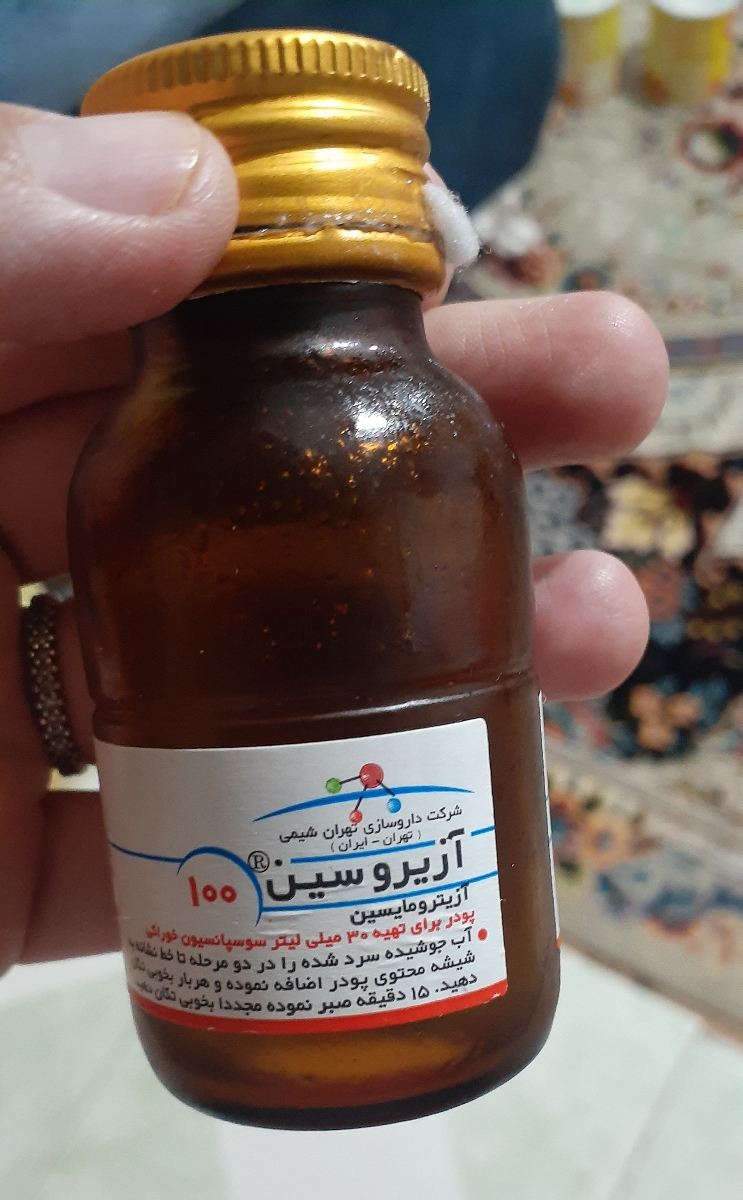 شرکت داروسازی تهران شیمی
( تهران - ایران )
آزیروسین®
۱۰۰
آزیترومایسین
پودر برای تهیه ۳۰ میلی لیتر سوسپانسیون خوراکی
• آب جوشیده سرد شده را در دو مرحله تا خط نشانه
شیشه محتوی پودر اضافه نموده و هربار بخوبی تکان
دهید. ۱۵ دقیقه صبر نموده مجددا بخوبی تکان